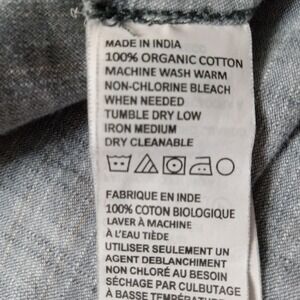 MADE IN INDIA
100% ORGANIC COTTON
MACHINE WASH WARM
NON-CHLORINE BLEACH
WHEN NEEDED
TUMBLE DRY LOW
IRON MEDIUM
DRY CLEANABLE
FABRIQUE EN INDE
100% COTON BIOLOGIQUE
LAVER À MACHINE
À L'EAU TIÈDE
UTILISER SEULEMENT UN
AGENT DEBLANCHIMENT
NON CHLORÉ AU BESOIN
SÉCHAGE PAR CULBUTAGE
À BASSE TEMPÉRATURE